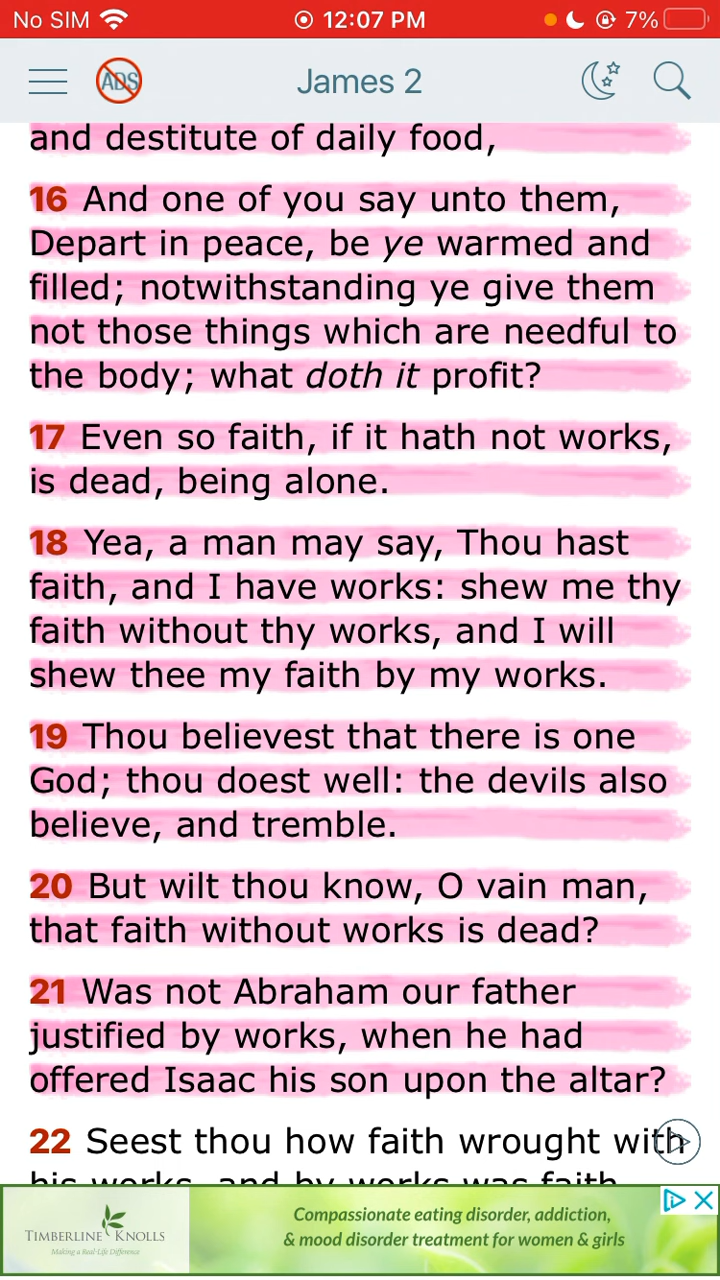 No SIM 12:07 PM 7%
ADS James 2
and destitute of daily food,
16 And one of you say unto them,
Depart in peace, be ye warmed and
filled; notwithstanding ye give them
not those things which are needful to
the body; what doth it profit?
17 Even so faith, if it hath not works,
is dead, being alone.
18 Yea, a man may say, Thou hast
faith, and I have works: shew me thy
faith without thy works, and I will
shew thee my faith by my works.
19 Thou believest that there is one
God; thou doest well: the devils also
believe, and tremble.
20 But wilt thou know, O vain man,
that faith without works is dead?
21 Was not Abraham our father
justified by works, when he had
offered Isaac his son upon the altar?
22 Seest thou how faith wrought with
his works, and by works was faith
TIMBERLINE KNOLLS
Making a Real-Life Difference
Compassionate eating disorder, addiction,
& mood disorder treatment for women & girls